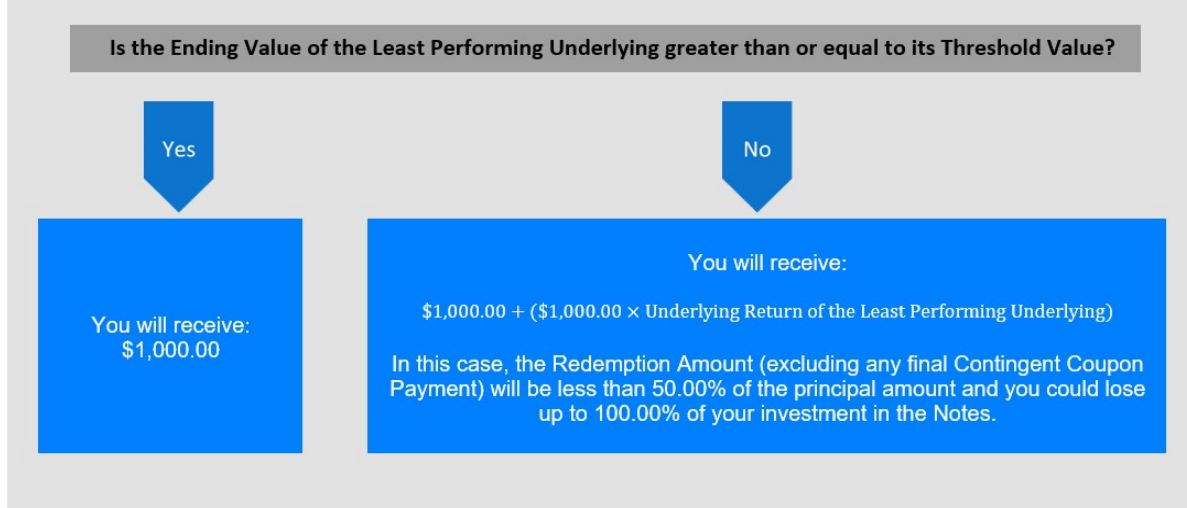 Is the Ending Value of the Least Performing Underlying greater than or equal to its Threshold Value?
Yes
No
You will receive:
$1,000.00
You will receive:
$1,000.00 + ($1,000.00 × Underlying Return of the Least Performing Underlying)
In this case, the Redemption Amount (excluding any final Contingent Coupon
Payment) will be less than 50.00% of the principal amount and you could lose
up to 100.00% of your investment in the Notes.